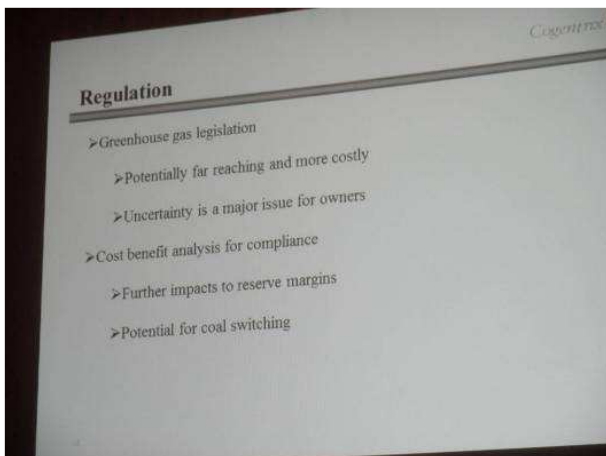 Cogentrix
Regulation
➢Greenhouse gas legislation
➢Potentially far reaching and more costly
➢Uncertainty is a major issue for owners
➢Cost benefit analysis for compliance
➢Further impacts to reserve margins
➢Potential for coal switching